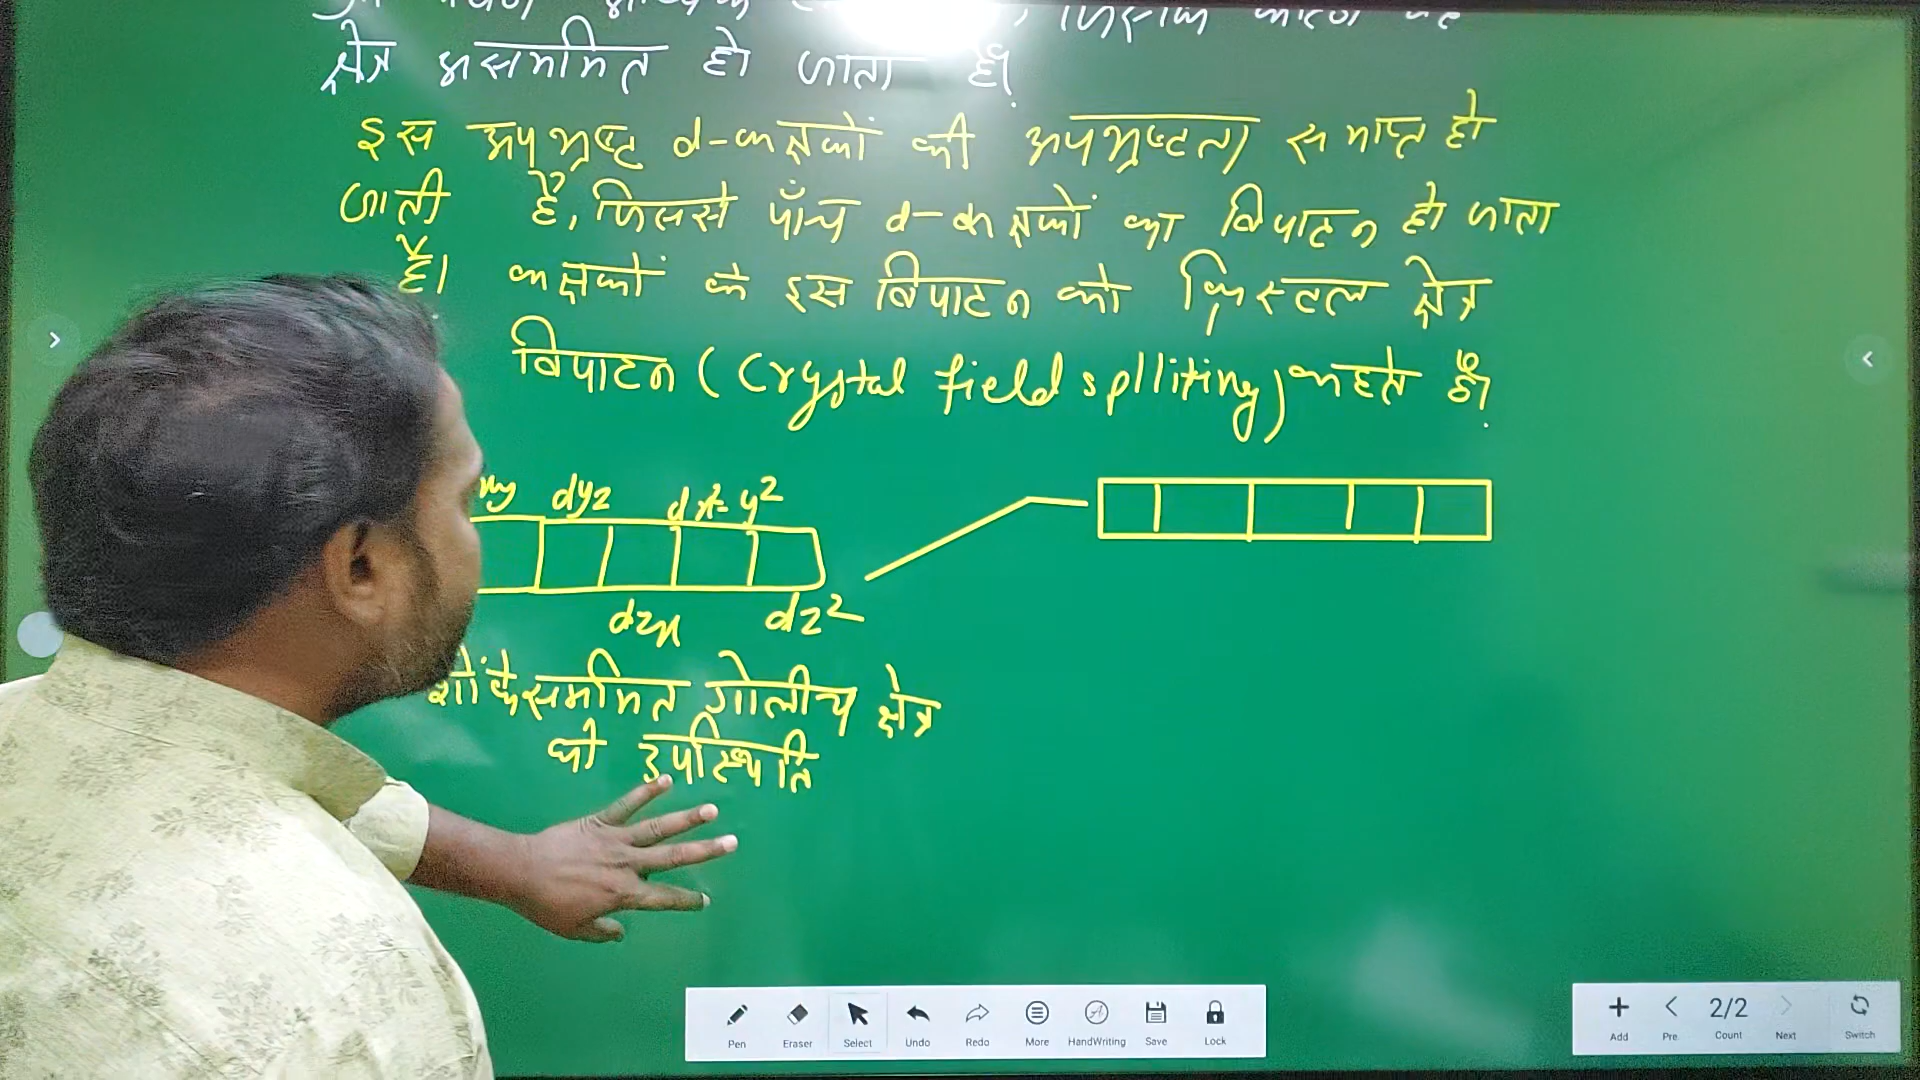 क्षेत्र असममित हो जाता है।
इस अपभ्रष्ट d-कक्षकों की अपभ्रष्टता समाप्त हो
जाती है, जिससे पाँच d-कक्षकों का विपाटन हो जाता
है। कक्षकों के इस विपाटन को क्रिस्टल क्षेत्र
विपाटन (Crystal field splliting) कहते हैं।
dyz dx²-y²
dzx dz²
समममित गोलीय क्षेत्र
की उपस्थिति
Pen Eraser Select Undo Redo More HandWriting Save Lock
Add Pre 2/2 Count Next Switch